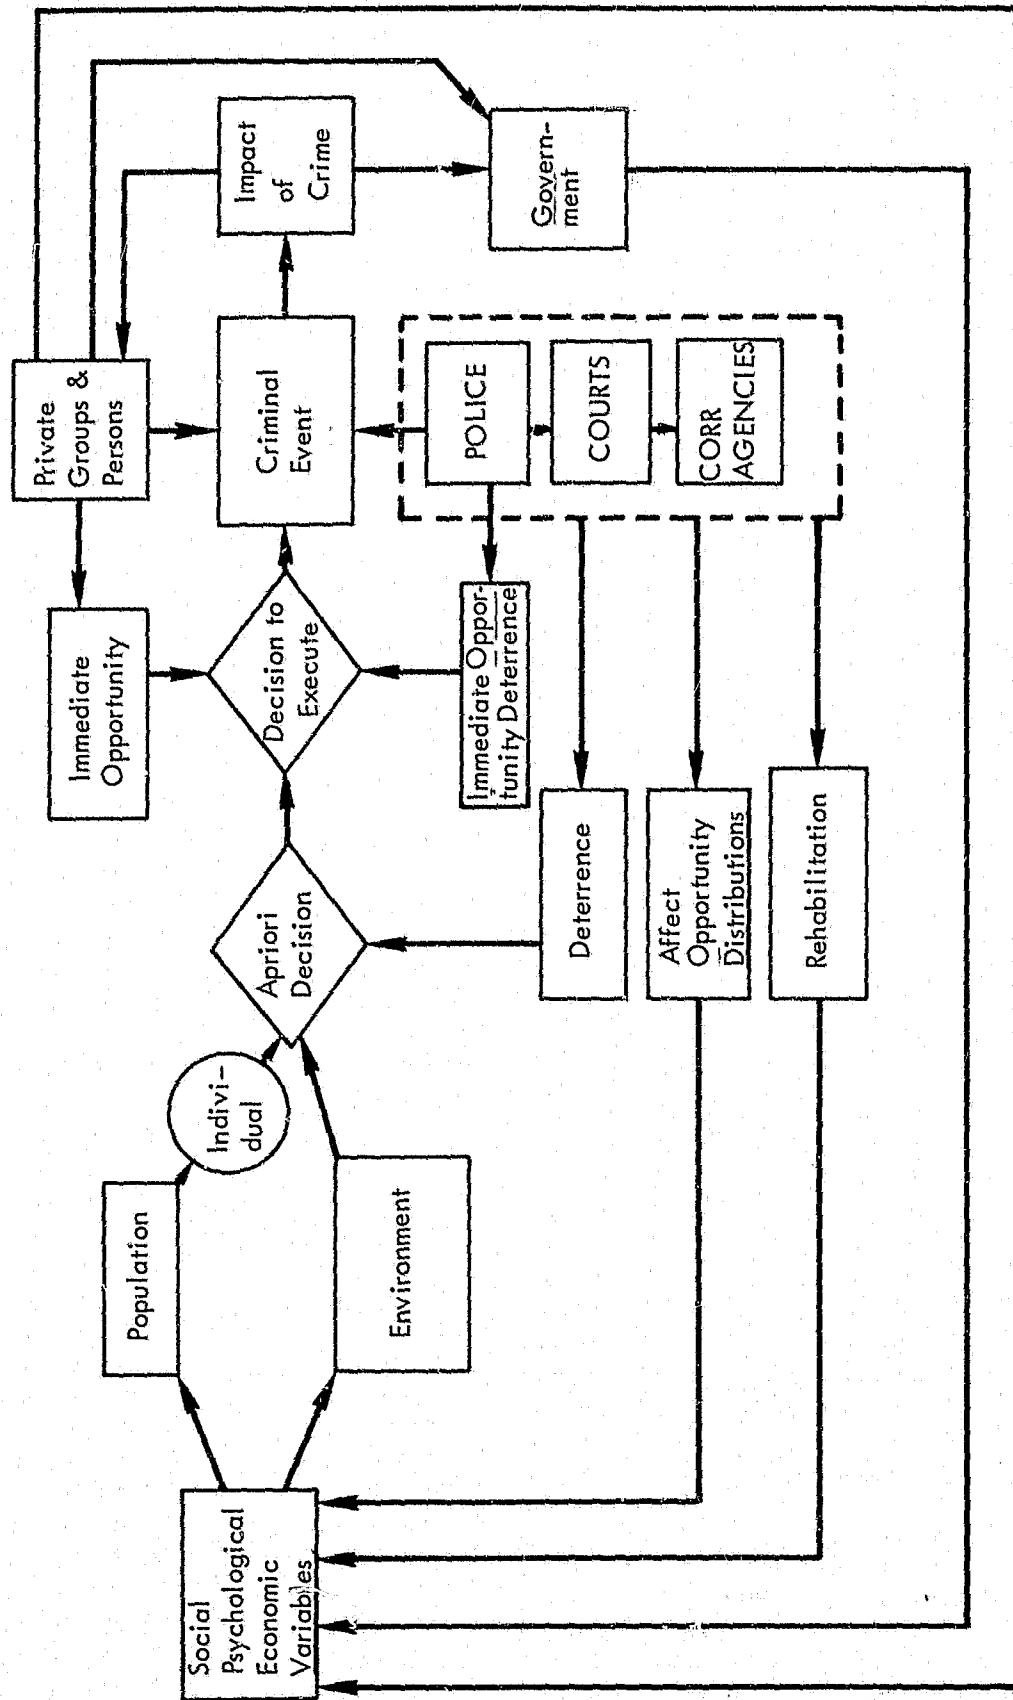 Social
Psychological
Economic
Variables
Population
Environment
Indivi-
dual
Apriori
Decision
Immediate
Opportunity
Decision to
Execute
Immediate Oppor-
tunity Deterrence
Deterrence
Affect
Opportunity
Distributions
Rehabilitation
Private
Groups &
Persons
Criminal
Event
POLICE
COURTS
CORR
AGENCIES
Impact
of
Crime
Govern-
ment